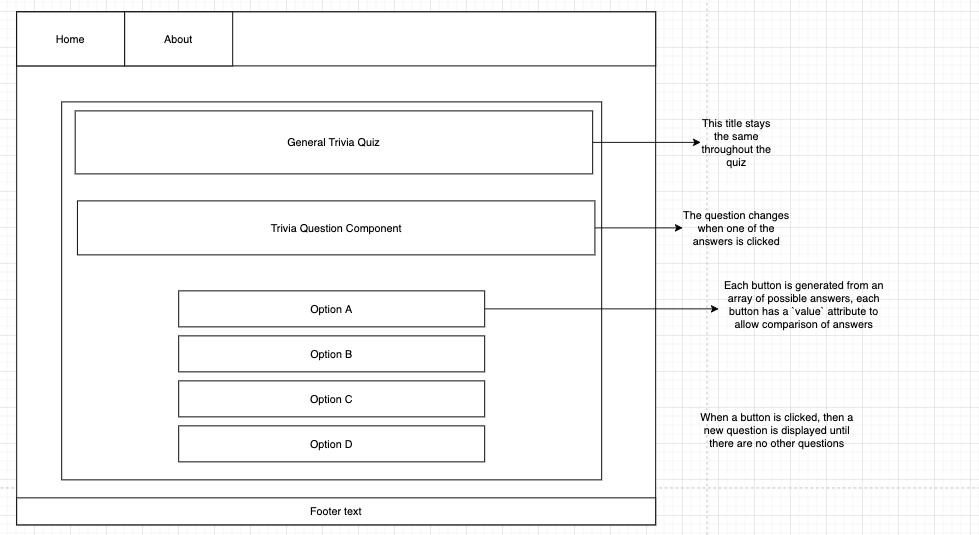 Home
About
General Trivia Quiz
This title stays
the same
throughout the
quiz
Trivia Question Component
The question changes
when one of the
answers is clicked
Option A
Each button is generated from an
array of possible answers, each
button has a `value` attribute to
allow comparison of answers
Option B
Option C
Option D
When a button is clicked, then a
new question is displayed until
there are no other questions
Footer text